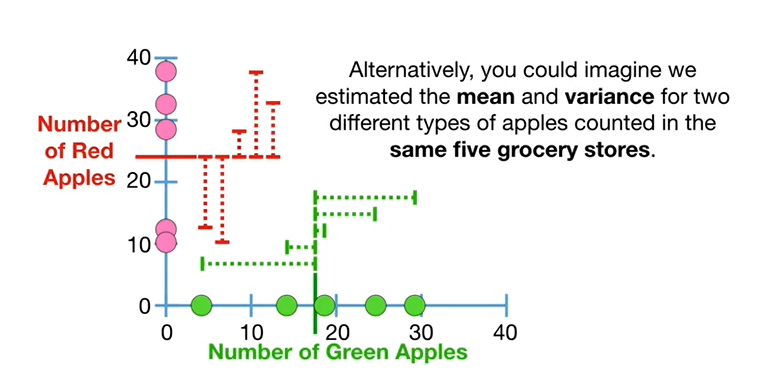 Alternatively, you could imagine we
estimated the mean and variance for two
different types of apples counted in the
same five grocery stores.
Number
of Red
Apples
40
30
20
10
0
0
10
20
30
40
Number of Green Apples